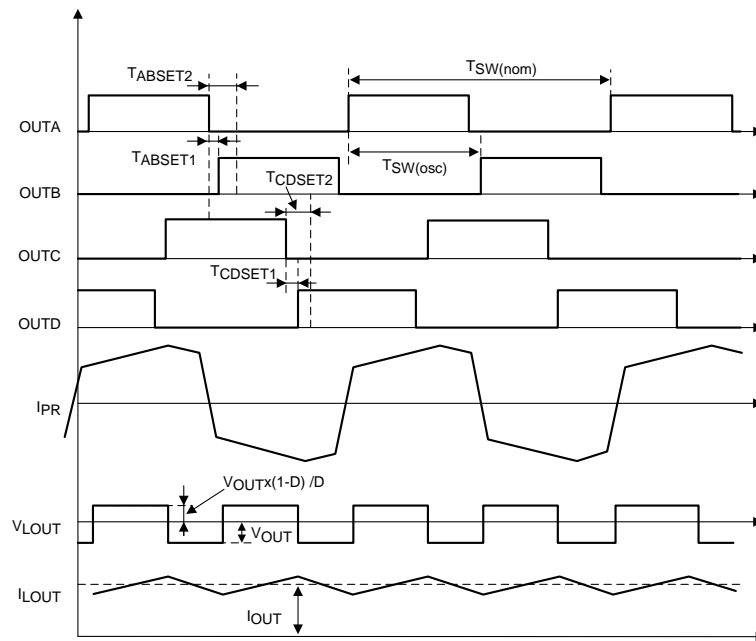 TABSET2
TSW(nom)
OUTA
TABSET1
TSW(osc)
OUTB
TCDSET2
OUTC
TCDSET1
OUTD
IPR
VOUTx(1-D) /D
VLOUT
VOUT
ILOUT
IOUT